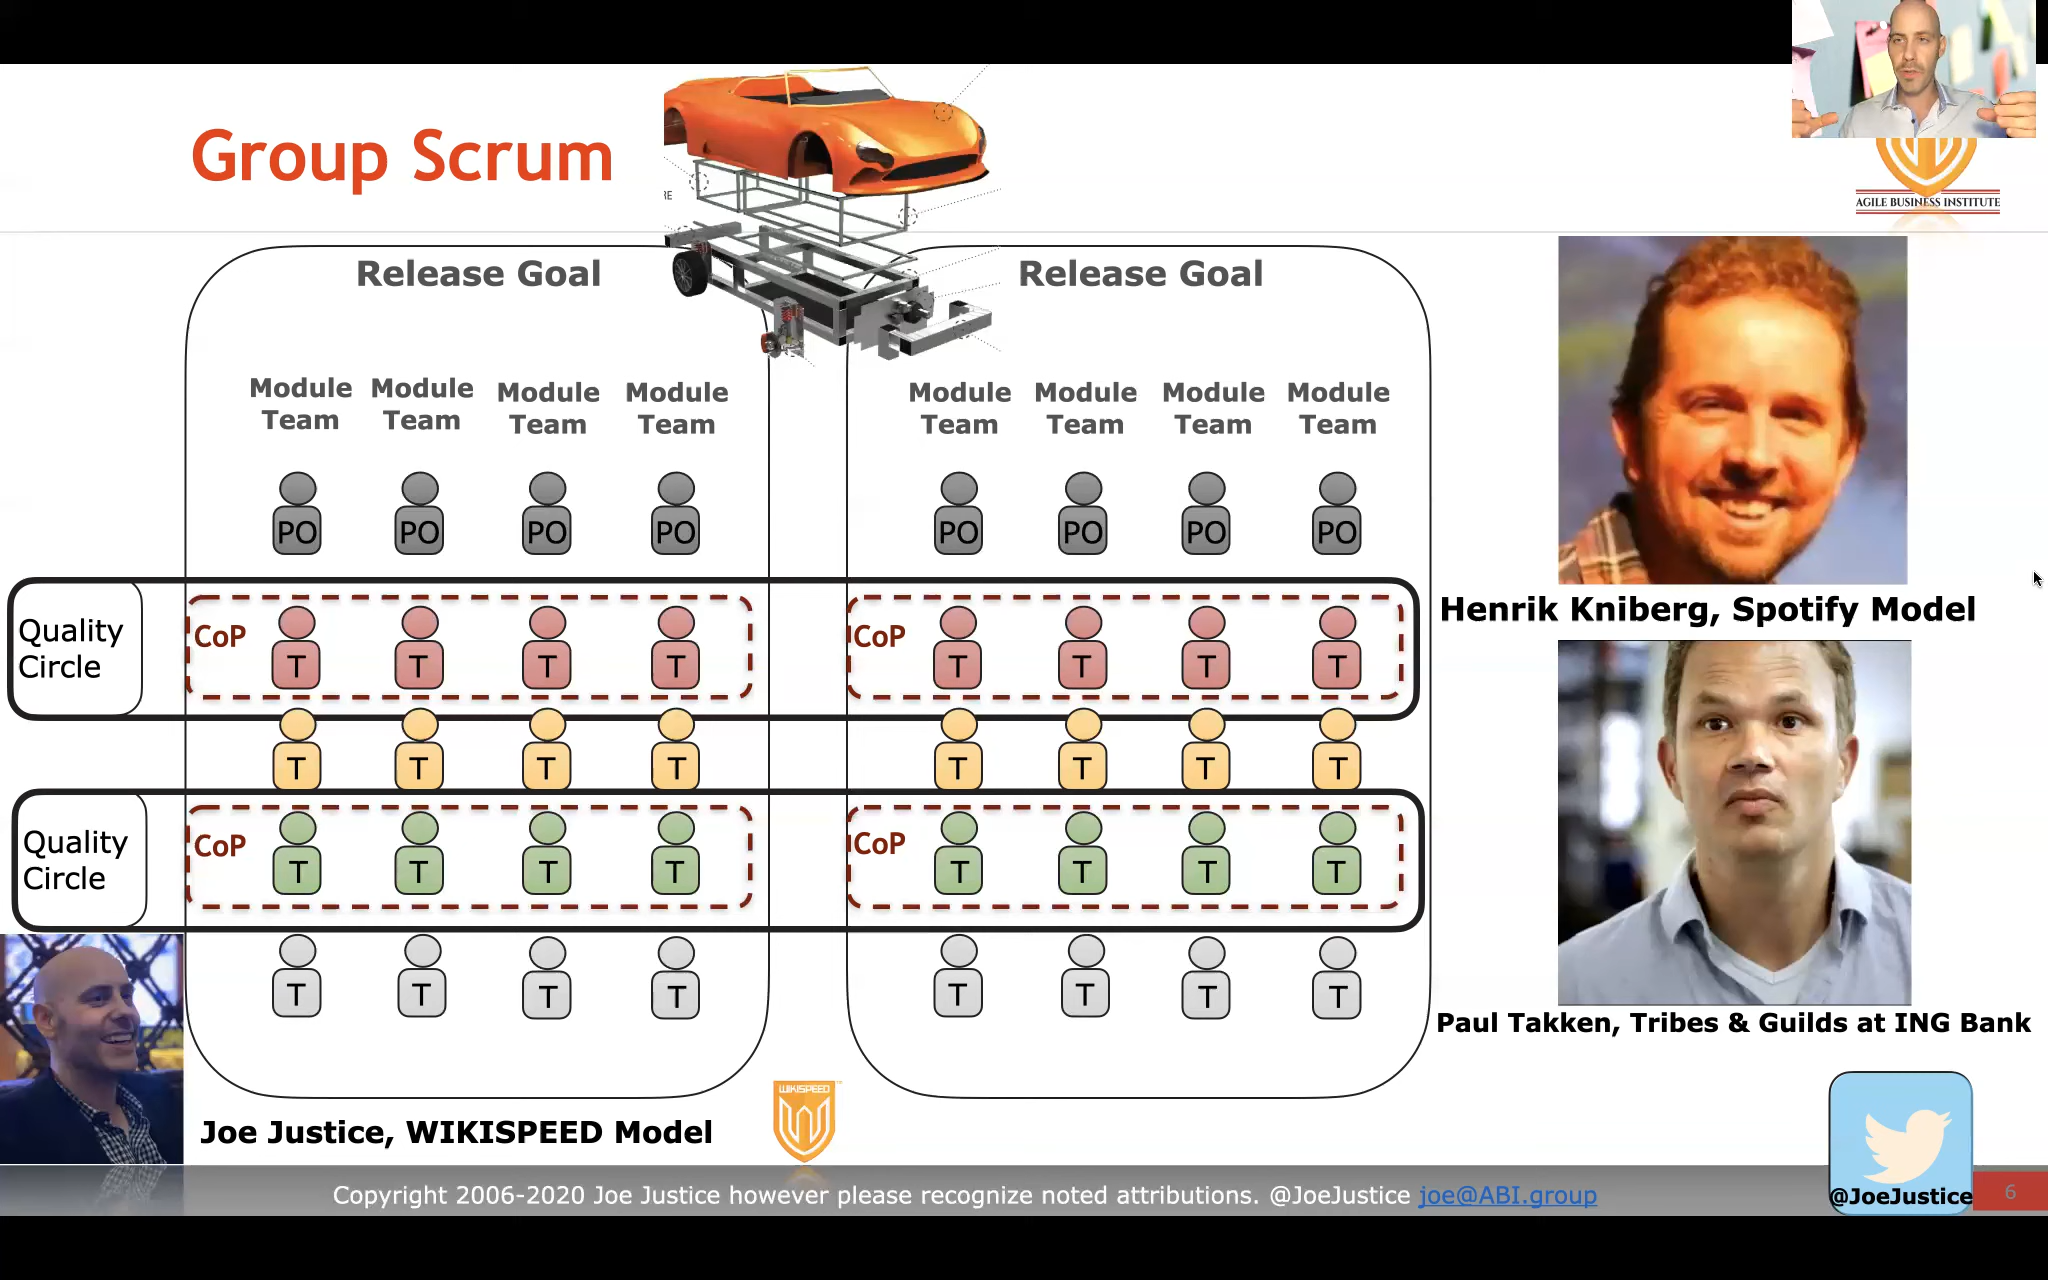 Group Scrum
RE
AGILE BUSINESS INSTITUTE
Release Goal
Release Goal
Module Team
Module Team
Module Team
Module Team
Module Team
Module Team
Module Team
Module Team
PO PO PO PO PO PO PO PO
Henrik Kniberg, Spotify Model
Quality
Circle
CoP T T T T CoP T T T T
T T T T T T T T
Quality
Circle
CoP T T T T CoP T T T T
T T T T T T T T
Paul Takken, Tribes & Guilds at ING Bank
WIKISPEED
Joe Justice, WIKISPEED Model
Copyright 2006-2020 Joe Justice however please recognize noted attributions. @JoeJustice joe@ABI.group
@JoeJustice
6